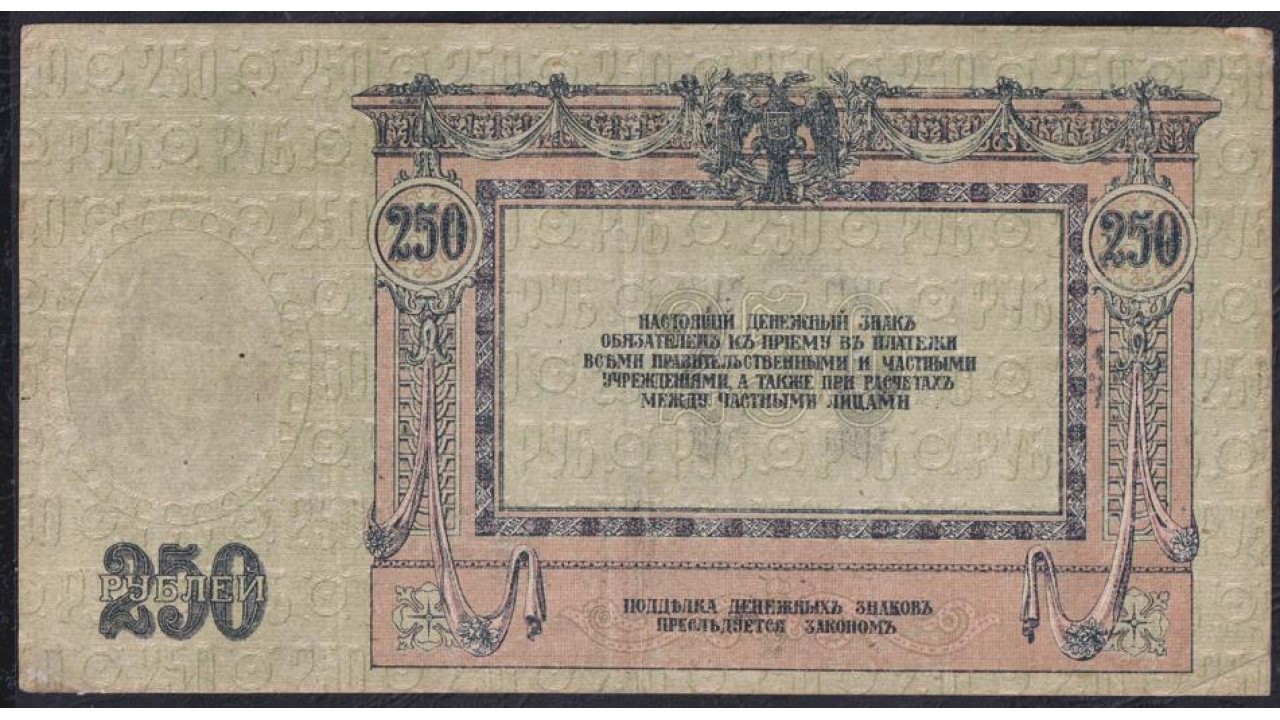 250
250
НАСТОЯЩІЙ ДЕНЕЖНЫЙ ЗНАКЪ
ОБЯЗАТЕЛЕНЪ КЪ ПРІЕМУ ВЪ ПЛАТЕЖИ
ВСѢМИ ПРАВИТЕЛЬСТВЕННЫМИ И ЧАСТНЫМИ
УЧРЕЖДЕНІЯМИ, А ТАКЖЕ ПРИ РАСЧЕТАХЪ
МЕЖДУ ЧАСТНЫМИ ЛИЦАМИ
250
250
РУБЛЕЙ
ПОДДѢЛКА ДЕНЕЖНЫХЪ ЗНАКОВЪ
ПРЕСЛѢДУЕТСЯ ЗАКОНОМЪ